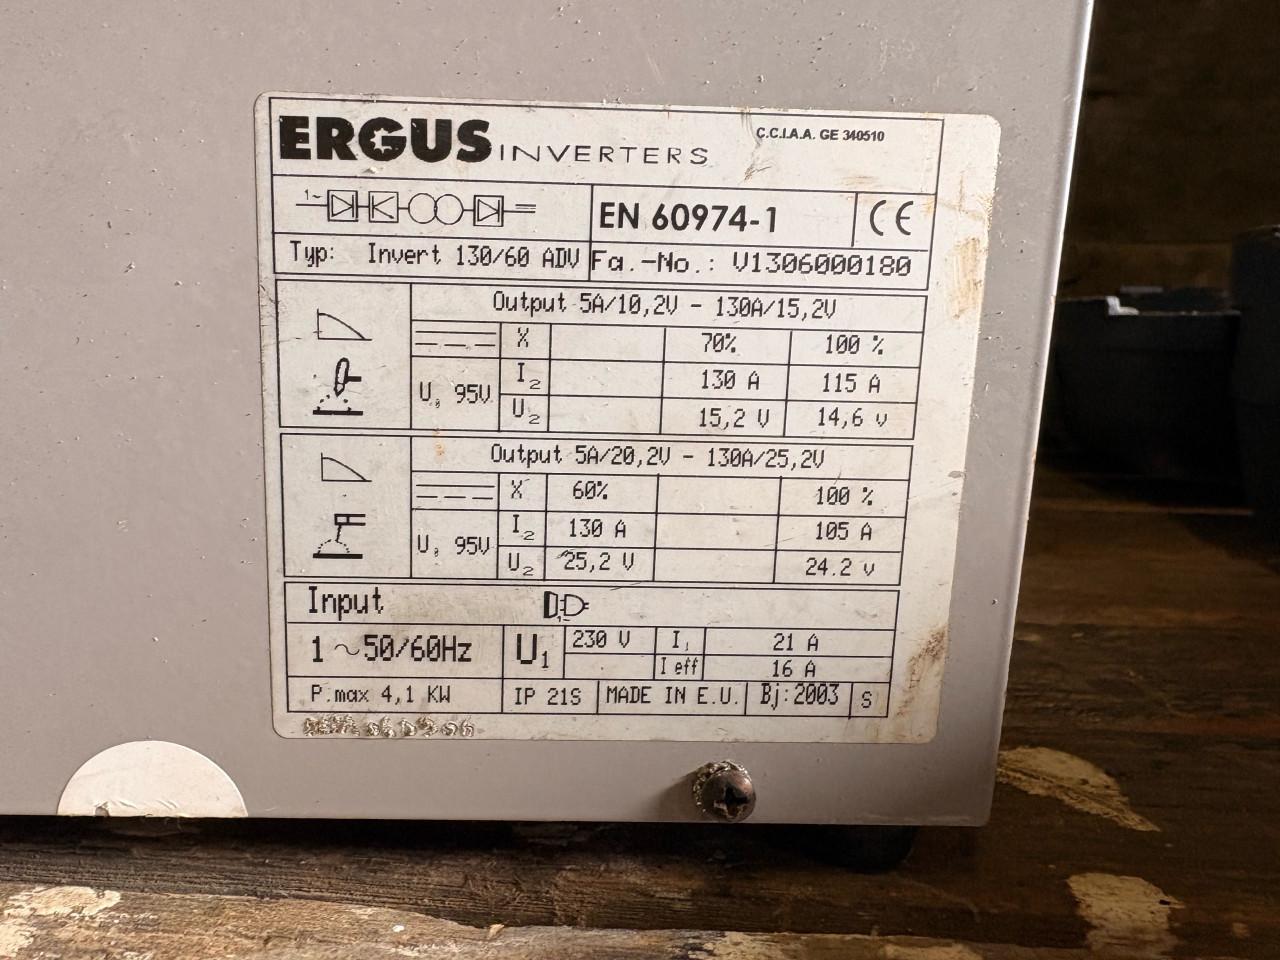 ERGUS INVERTERS C.C.I.A.A. GE 340510
1~ EN 60974-1 CE
Typ: Invert 130/60 ADV Fa.-No.: V1306000180
Output 5A/10,2V - 130A/15,2V
X 70% 100 %
U₀ 95V I₂ 130 A 115 A
U₂ 15,2 V 14,6 v
Output 5A/20,2V - 130A/25,2V
X 60% 100 %
U₀ 95V I₂ 130 A 105 A
U₂ 25,2 V 24.2 v
Input 1~
1 ~50/60Hz U₁ 230 V I₁ 21 A
I eff 16 A
P.max 4,1 KW IP 21S MADE IN E.U. Bj:2003 S